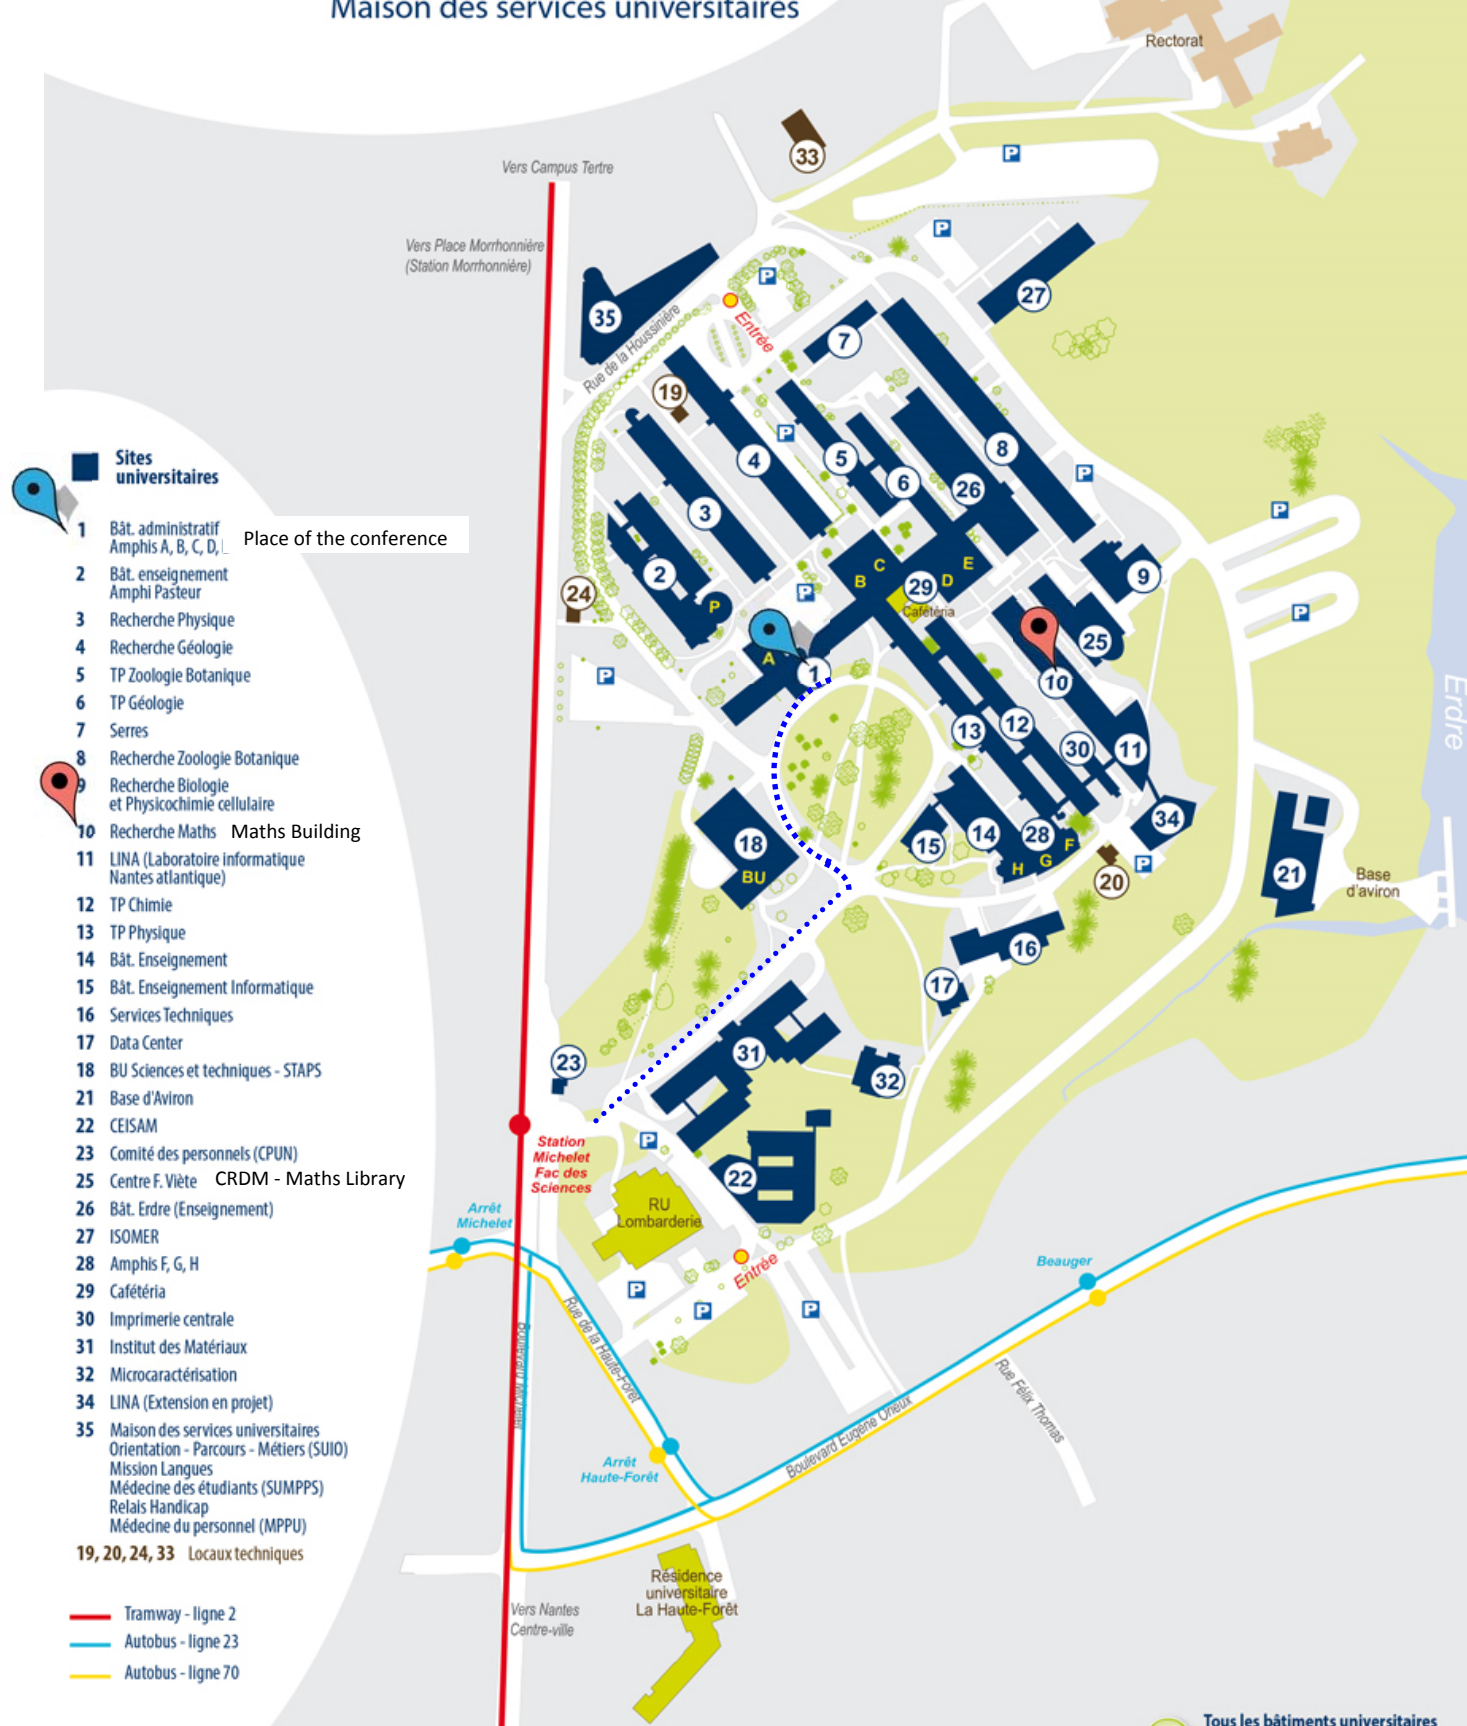 Maison des services universitaires
Rectorat
33
Vers Campus Tertre
Vers Place Morrhonnière
(Station Morrhonnière)
35
Rue de la Houssinière
Entrée
27
7
19
4
5
6
26
8
3
2
P
24
B
C
E
D
29
Cafétéria
9
25
A
1
10
13
12
30
11
34
18
BU
15
14
28
H
G
F
20
21
Base
d'aviron
Erdre
16
17
23
31
32
22
Station
Michelet
Fac des
Sciences
RU
Lombarderie
Arrêt
Michelet
Entrée
Beauger
Boulevard Michelet
Rue de la Haute-Forêt
Arrêt
Haute-Forêt
Boulevard Eugène Orieux
Rue Félix Thomas
Résidence
universitaire
La Haute-Forêt
Vers Nantes
Centre-ville
Sites
universitaires
1 Bât. administratif
Amphis A, B, C, D,
Place of the conference
2 Bât. enseignement
Amphi Pasteur
3 Recherche Physique
4 Recherche Géologie
5 TP Zoologie Botanique
6 TP Géologie
7 Serres
8 Recherche Zoologie Botanique
9 Recherche Biologie
et Physicochimie cellulaire
10 Recherche Maths Maths Building
11 LINA (Laboratoire informatique
Nantes atlantique)
12 TP Chimie
13 TP Physique
14 Bât. Enseignement
15 Bât. Enseignement Informatique
16 Services Techniques
17 Data Center
18 BU Sciences et techniques - STAPS
21 Base d'Aviron
22 CEISAM
23 Comité des personnels (CPUN)
25 Centre F. Viète CRDM - Maths Library
26 Bât. Erdre (Enseignement)
27 ISOMER
28 Amphis F, G, H
29 Cafétéria
30 Imprimerie centrale
31 Institut des Matériaux
32 Microcaractérisation
34 LINA (Extension en projet)
35 Maison des services universitaires
Orientation - Parcours - Métiers (SUIO)
Mission Langues
Médecine des étudiants (SUMPPS)
Relais Handicap
Médecine du personnel (MPPU)
19, 20, 24, 33 Locaux techniques
Tramway - ligne 2
Autobus - ligne 23
Autobus - ligne 70
Tous les bâtiments universitaires